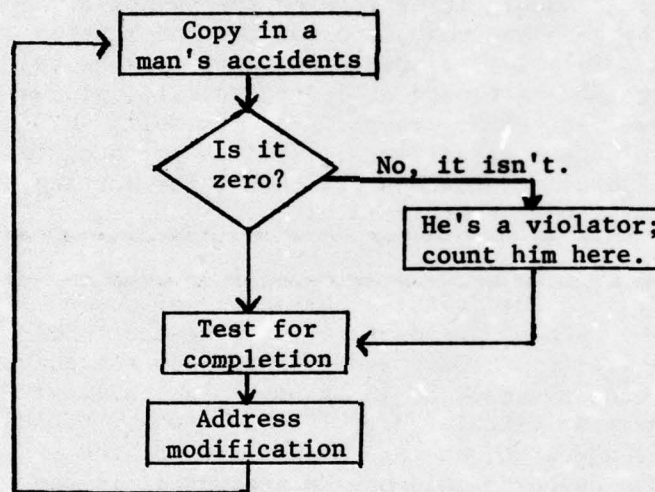 Copy in a
man's accidents
Is it
zero?
No, it isn't.
He's a violator;
count him here.
Test for
completion
Address
modification